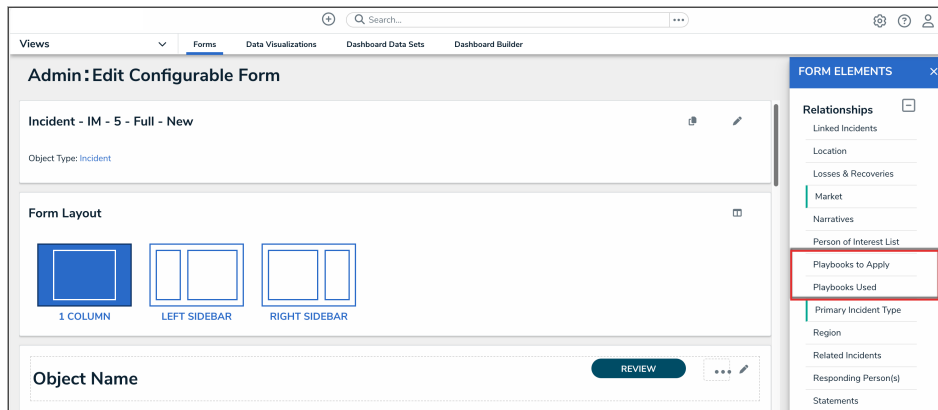 Search...
Views
Forms
Data Visualizations
Dashboard Data Sets
Dashboard Builder
Admin:Edit Configurable Form
Incident - IM - 5 - Full - New
Object Type: Incident
Form Layout
1 COLUMN
LEFT SIDEBAR
RIGHT SIDEBAR
Object Name
REVIEW
FORM ELEMENTS
Relationships
Linked Incidents
Location
Losses & Recoveries
Market
Narratives
Person of Interest List
Playbooks to Apply
Playbooks Used
Primary Incident Type
Region
Related Incidents
Responding Person(s)
Statements